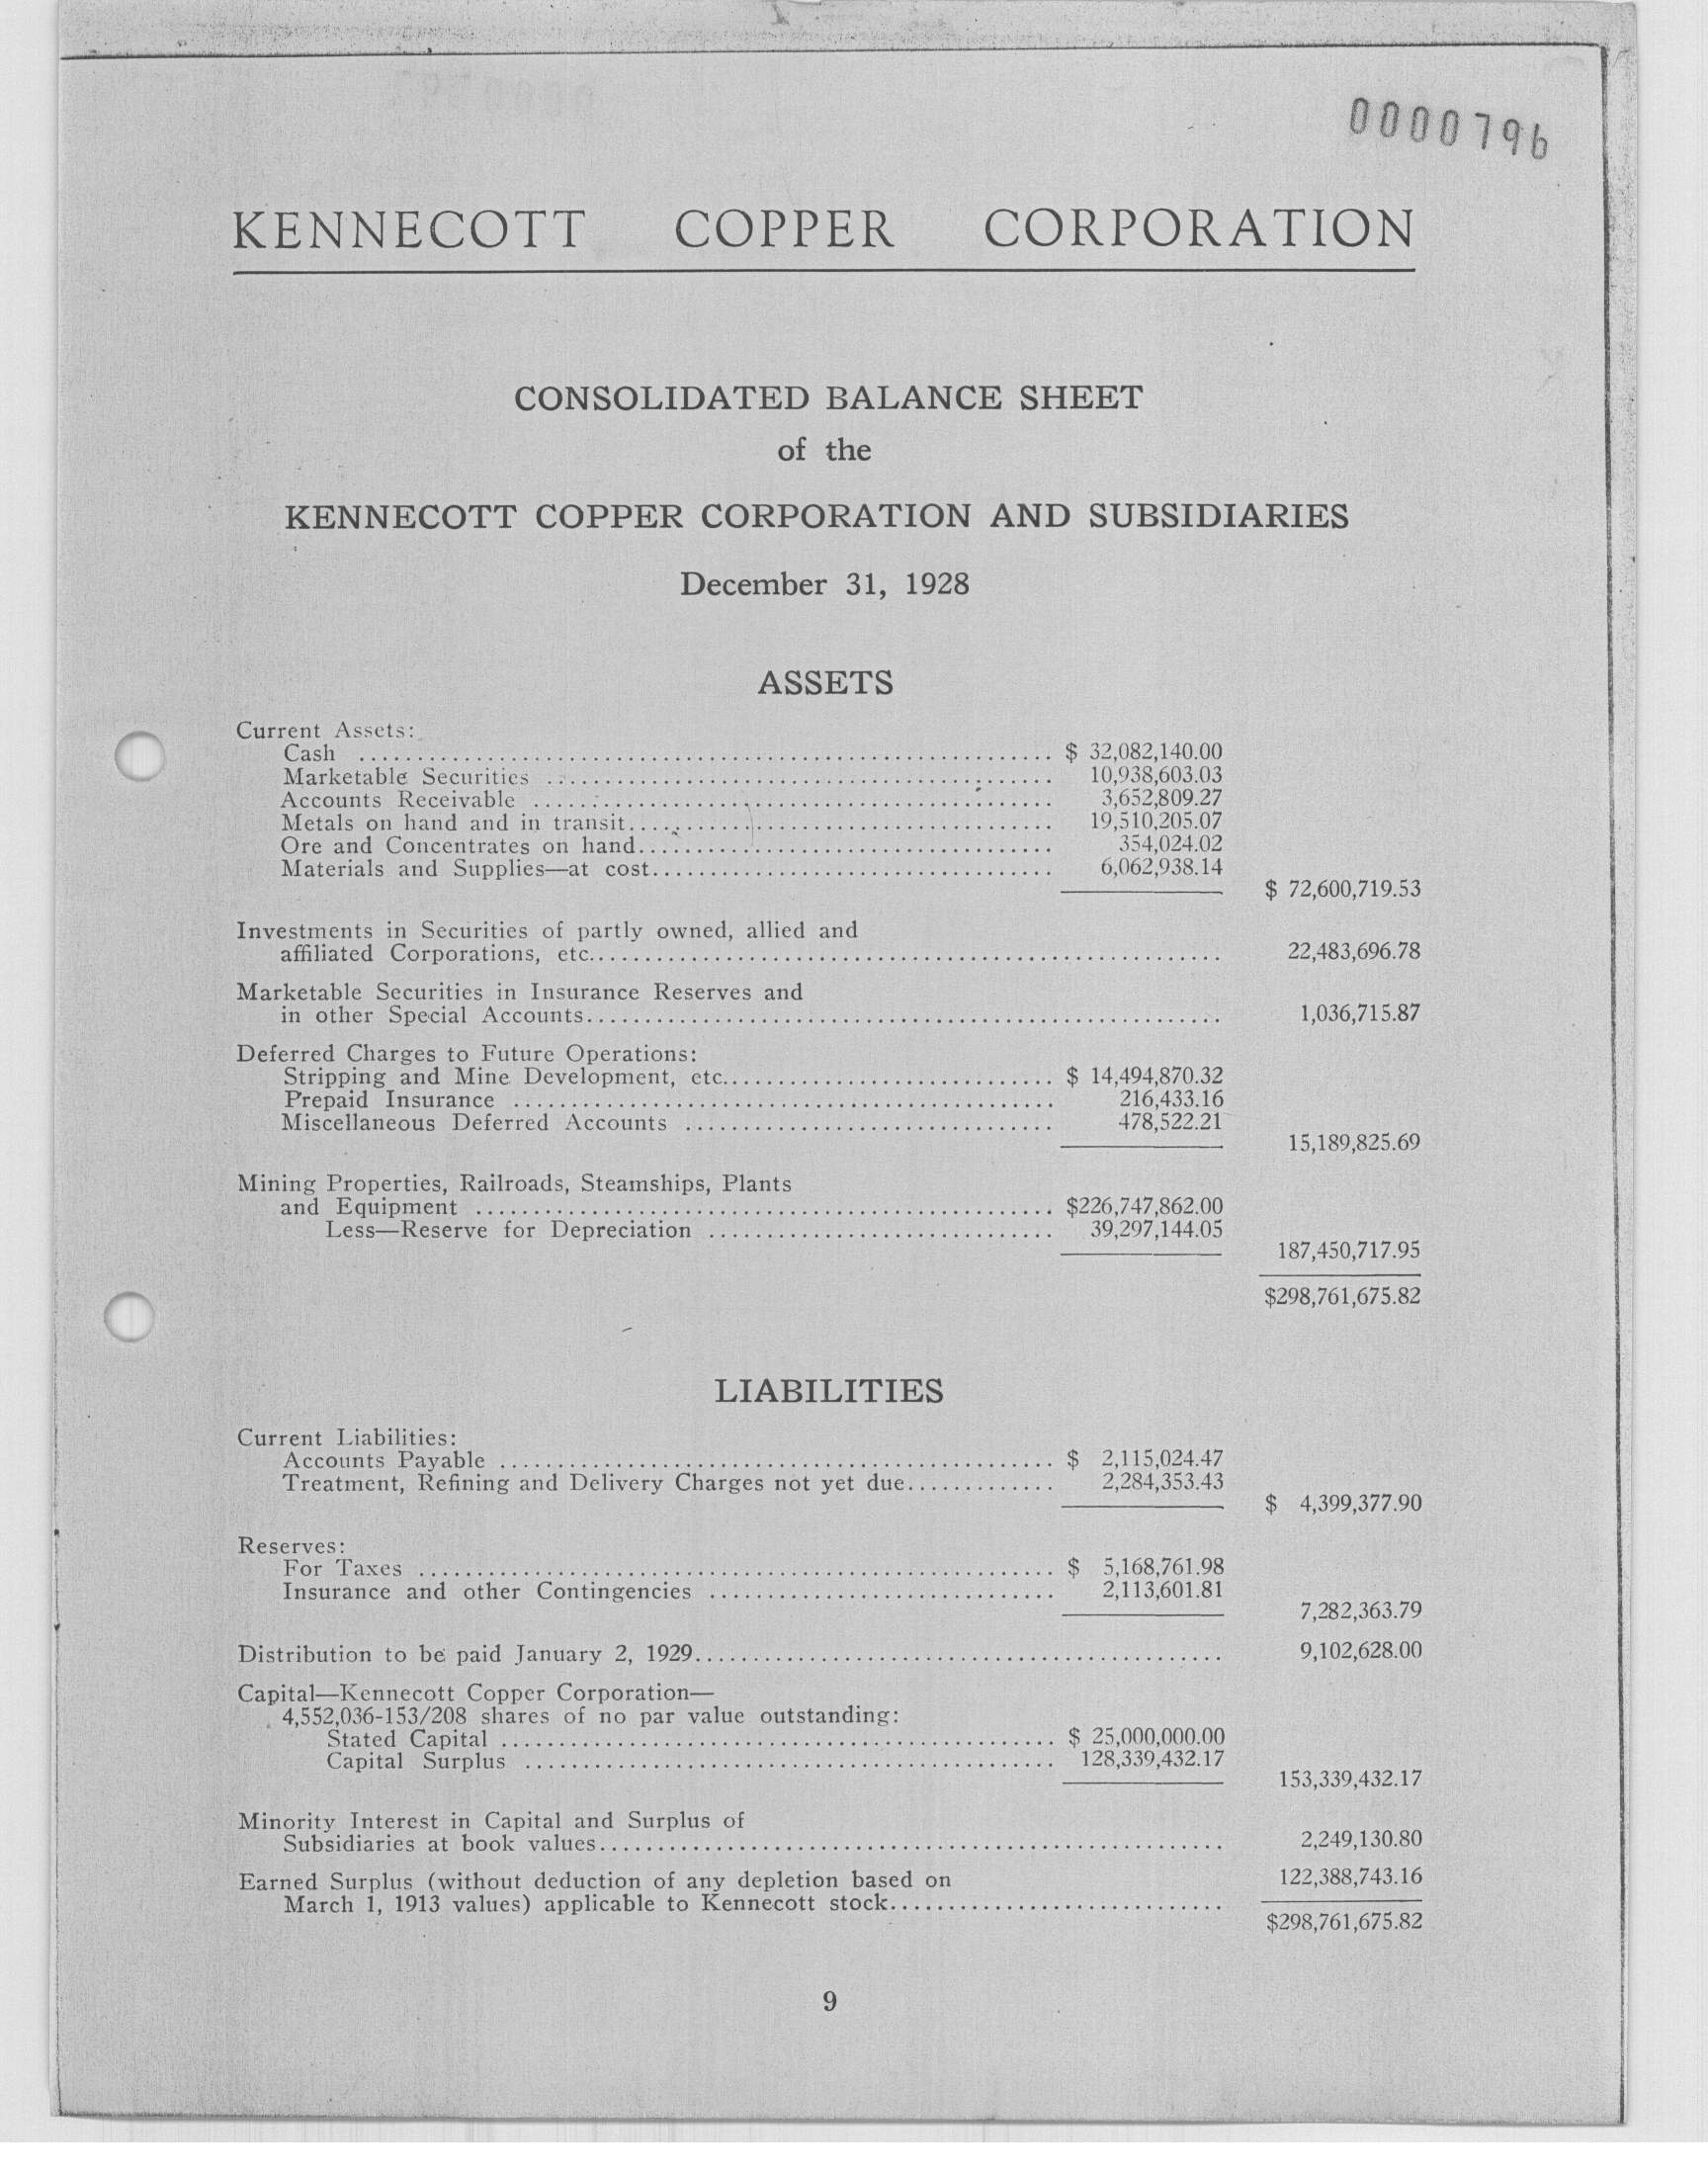 0000796
KENNECOTT COPPER CORPORATION
CONSOLIDATED BALANCE SHEET
of the
KENNECOTT COPPER CORPORATION AND SUBSIDIARIES
December 31, 1928
ASSETS
Current Assets:
Cash .......... $ 32,082,140.00
Marketable Securities .......... 10,938,603.03
Accounts Receivable .......... 3,652,809.27
Metals on hand and in transit.......... 19,510,205.07
Ore and Concentrates on hand.......... 354,024.02
Materials and Supplies—at cost.......... 6,062,938.14
$ 72,600,719.53
Investments in Securities of partly owned, allied and
affiliated Corporations, etc.......... 22,483,696.78
Marketable Securities in Insurance Reserves and
in other Special Accounts.......... 1,036,715.87
Deferred Charges to Future Operations:
Stripping and Mine Development, etc.......... $ 14,494,870.32
Prepaid Insurance .......... 216,433.16
Miscellaneous Deferred Accounts .......... 478,522.21
15,189,825.69
Mining Properties, Railroads, Steamships, Plants
and Equipment .......... $226,747,862.00
Less—Reserve for Depreciation .......... 39,297,144.05
187,450,717.95
$298,761,675.82
LIABILITIES
Current Liabilities:
Accounts Payable .......... $ 2,115,024.47
Treatment, Refining and Delivery Charges not yet due.......... 2,284,353.43
$ 4,399,377.90
Reserves:
For Taxes .......... $ 5,168,761.98
Insurance and other Contingencies .......... 2,113,601.81
7,282,363.79
Distribution to be paid January 2, 1929.......... 9,102,628.00
Capital—Kennecott Copper Corporation—
4,552,036-153/208 shares of no par value outstanding:
Stated Capital .......... $ 25,000,000.00
Capital Surplus .......... 128,339,432.17
153,339,432.17
Minority Interest in Capital and Surplus of
Subsidiaries at book values.......... 2,249,130.80
Earned Surplus (without deduction of any depletion based on 122,388,743.16
March 1, 1913 values) applicable to Kennecott stock..........
$298,761,675.82
9